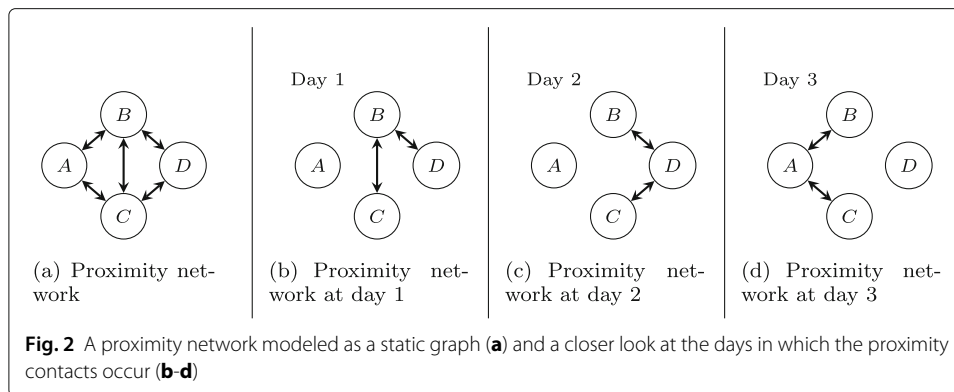 B
A
D
C
(a) Proximity net-
work
Day 1
B
A
D
C
(b) Proximity net-
work at day 1
Day 2
B
A
D
C
(c) Proximity net-
work at day 2
Day 3
B
A
D
C
(d) Proximity net-
work at day 3
Fig. 2 A proximity network modeled as a static graph (a) and a closer look at the days in which the proximity
contacts occur (b-d)